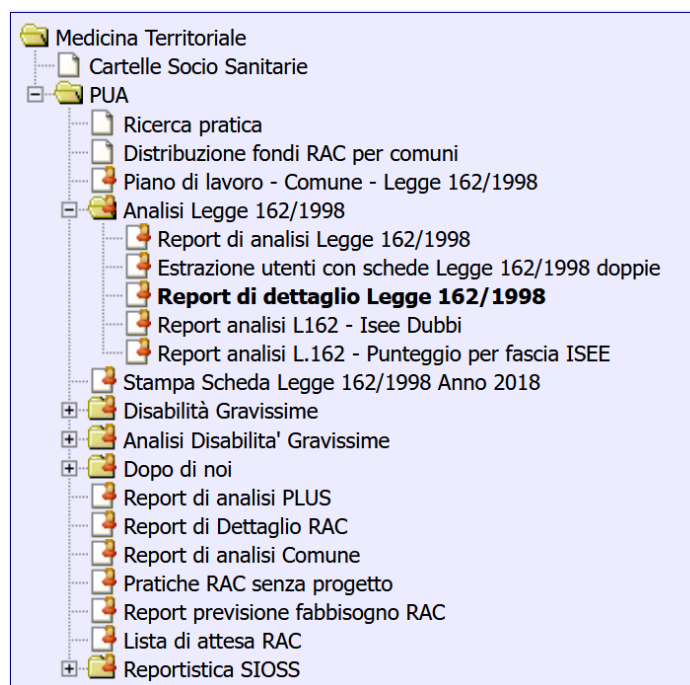 Medicina Territoriale
Cartelle Socio Sanitarie
PUA
Ricerca pratica
Distribuzione fondi RAC per comuni
Piano di lavoro - Comune - Legge 162/1998
Analisi Legge 162/1998
Report di analisi Legge 162/1998
Estrazione utenti con schede Legge 162/1998 doppie
Report di dettaglio Legge 162/1998
Report analisi L162 - Isee Dubbi
Report analisi L.162 - Punteggio per fascia ISEE
Stampa Scheda Legge 162/1998 Anno 2018
Disabilità Gravissime
Analisi Disabilita' Gravissime
Dopo di noi
Report di analisi PLUS
Report di Dettaglio RAC
Report di analisi Comune
Pratiche RAC senza progetto
Report previsione fabbisogno RAC
Lista di attesa RAC
Reportistica SIOSS